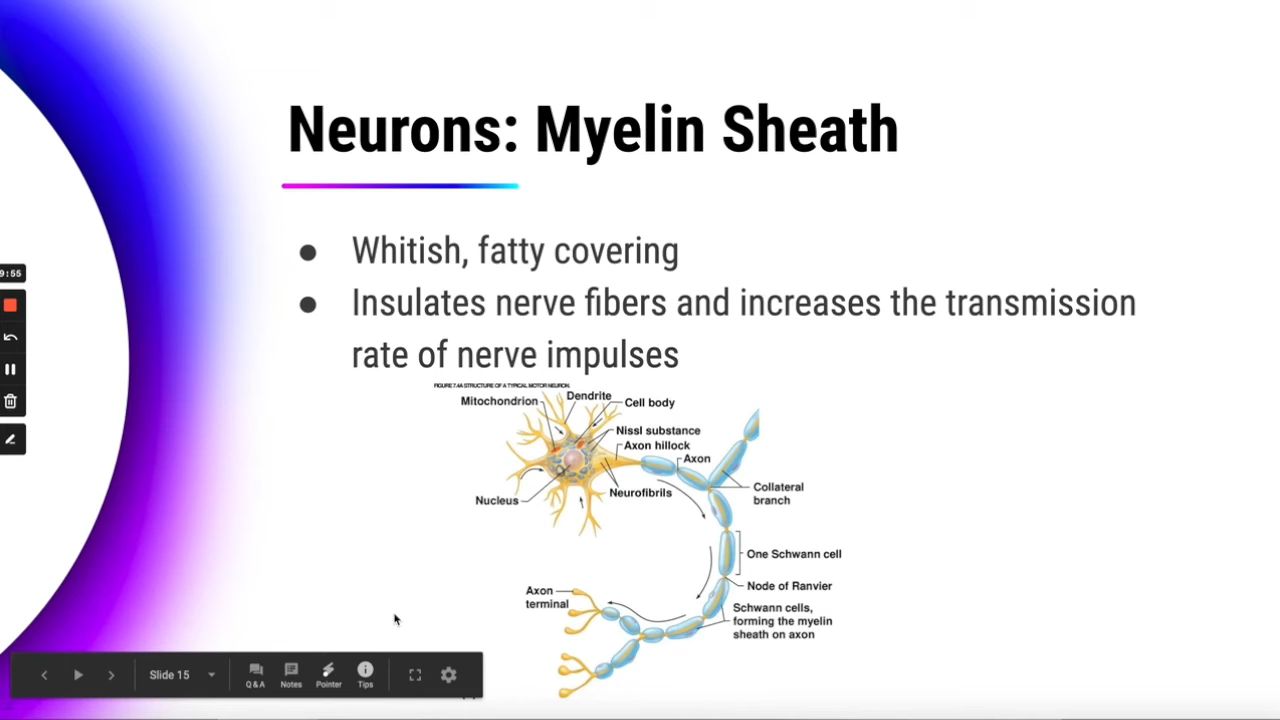 Neurons: Myelin Sheath
● Whitish, fatty covering
● Insulates nerve fibers and increases the transmission
rate of nerve impulses
FIGURE 7.4A STRUCTURE OF A TYPICAL MOTOR NEURON.
Mitochondrion
Dendrite
Cell body
Nissl substance
Axon hillock
Axon
Neurofibrils
Nucleus
Collateral
branch
One Schwann cell
Node of Ranvier
Schwann cells,
forming the myelin
sheath on axon
Axon
terminal
9:55
Slide 15
Q&A
Notes
Pointer
Tips